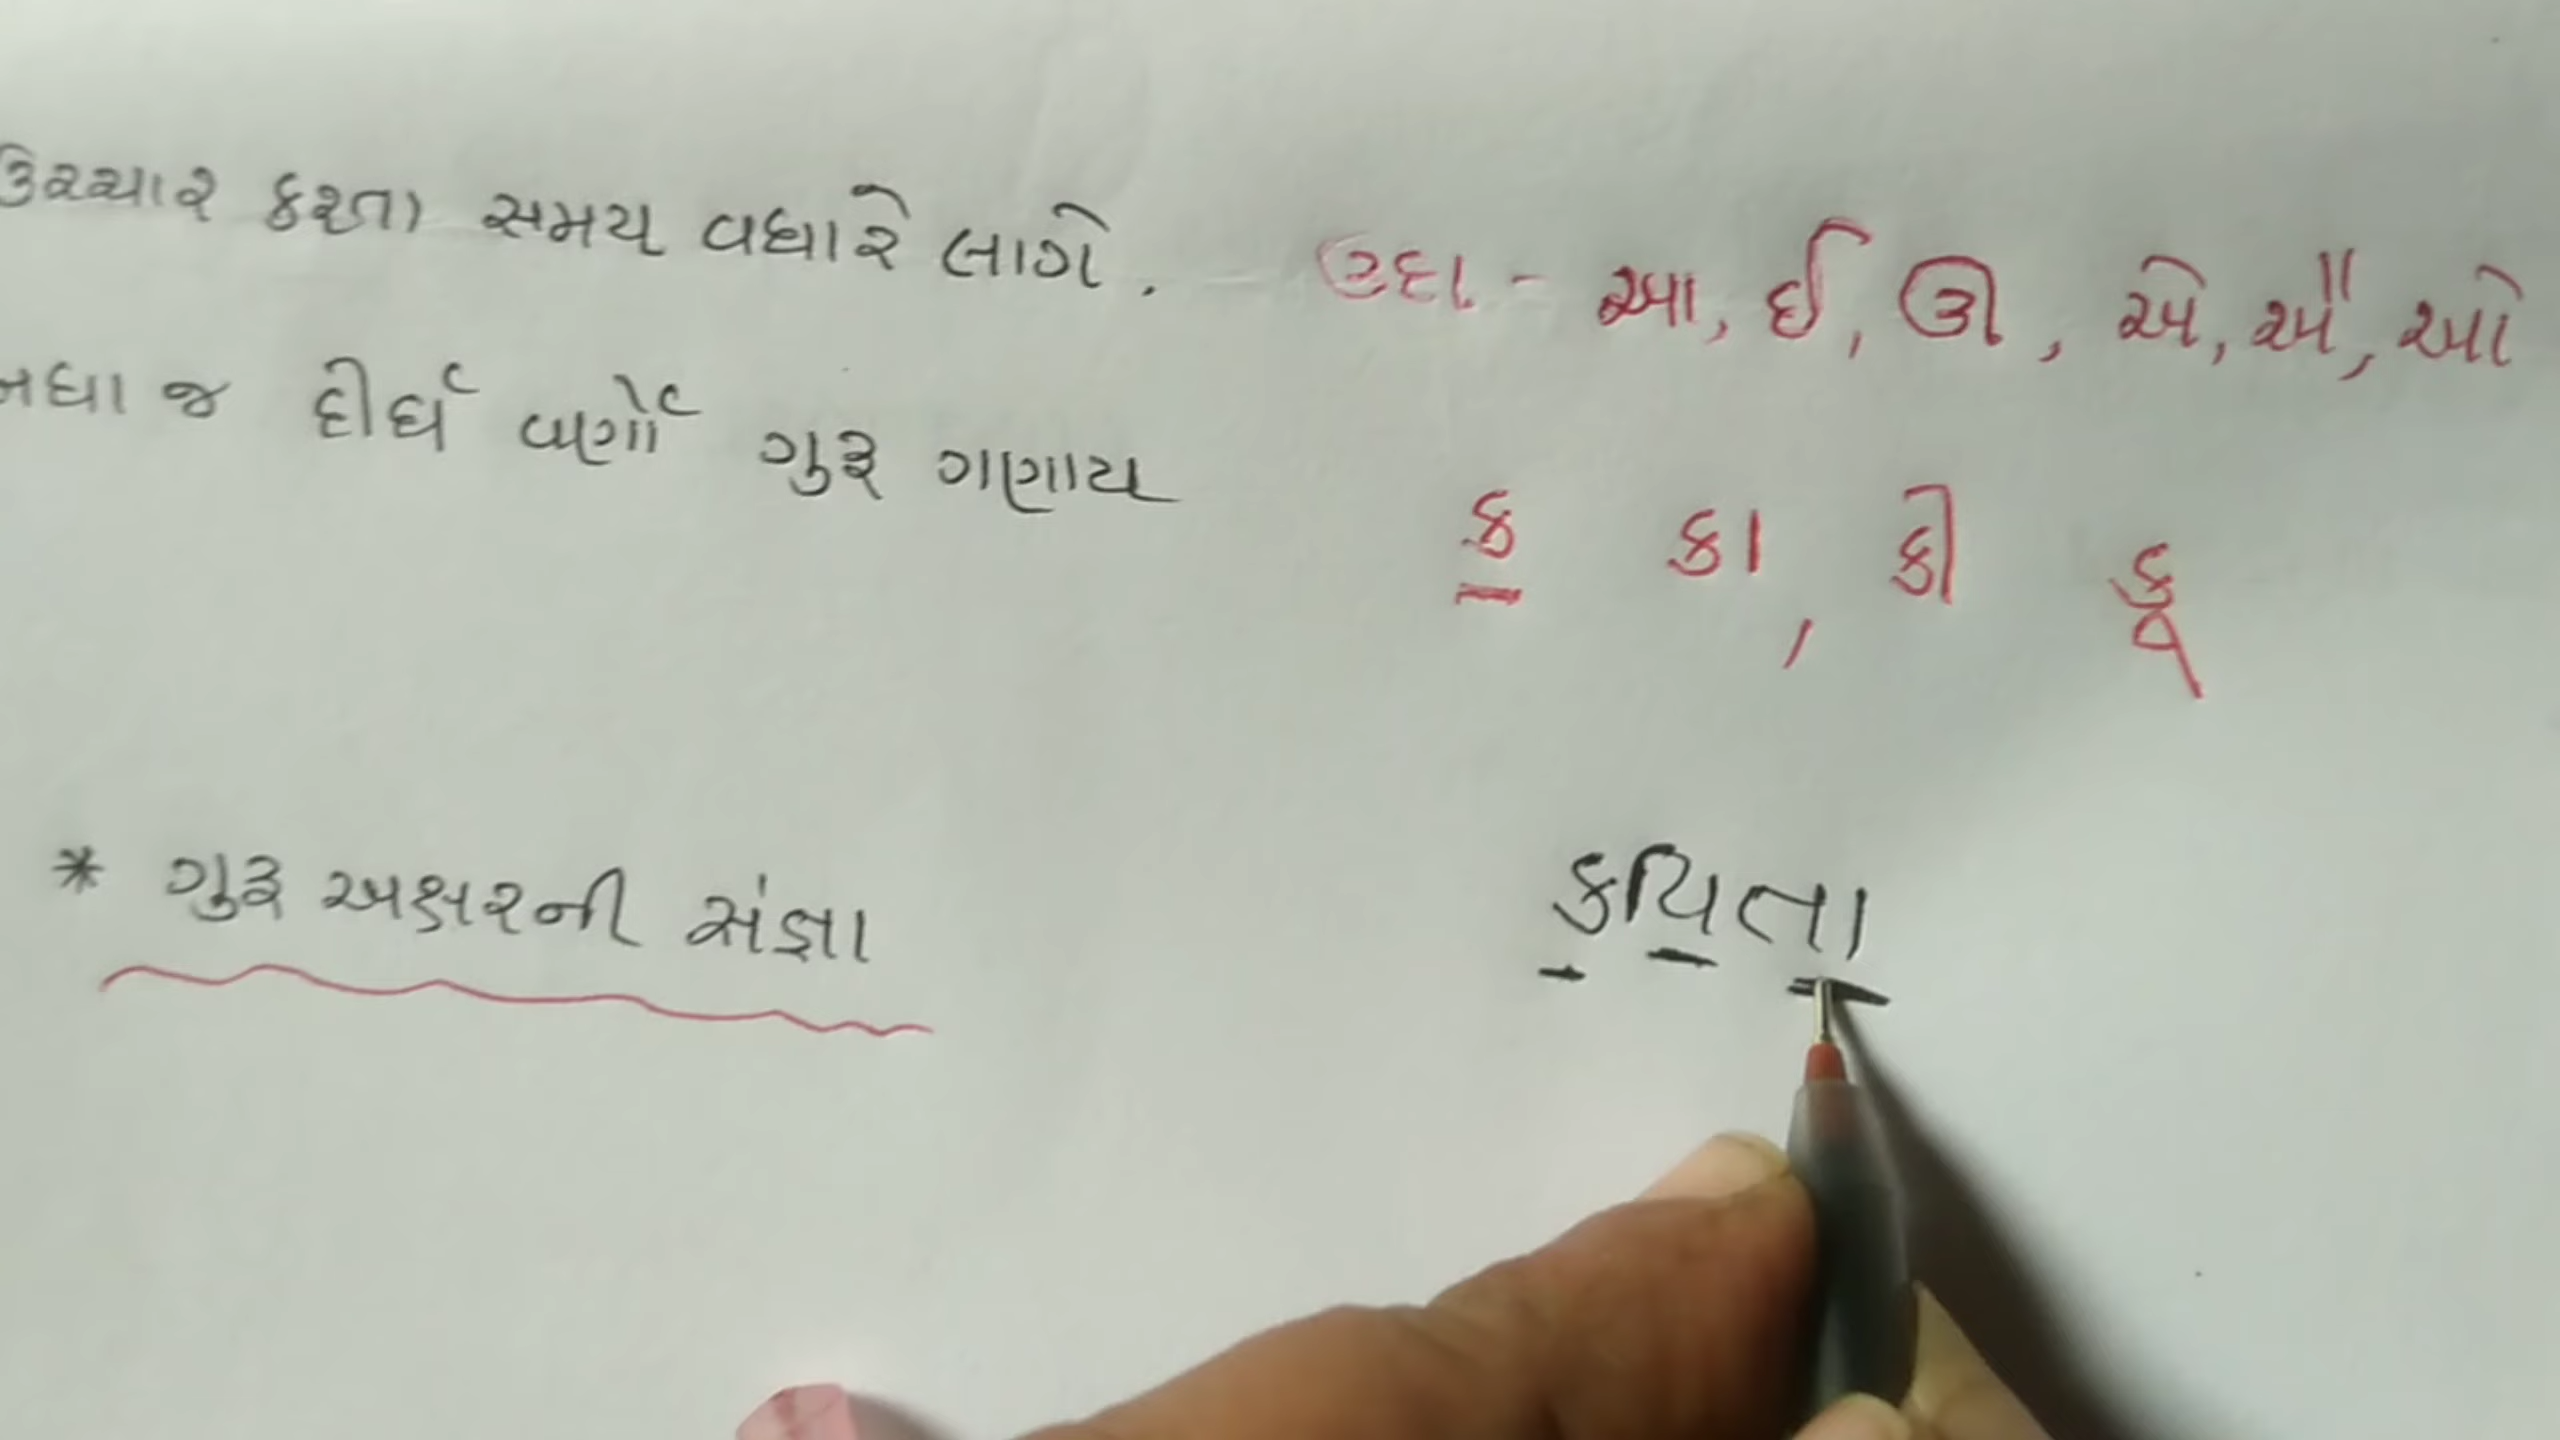 ઉચ્ચાર કરતા સમય વધારે લાગે. ઉદા. - આ, ઈ, ઊ, એ, ઐ, ઓ
બધા જ દીર્ઘ વર્ણો ગુરૂ ગણાય
ક કા, કો કૂ
* ગુરૂ અક્ષરની સંજ્ઞા
કવિતા